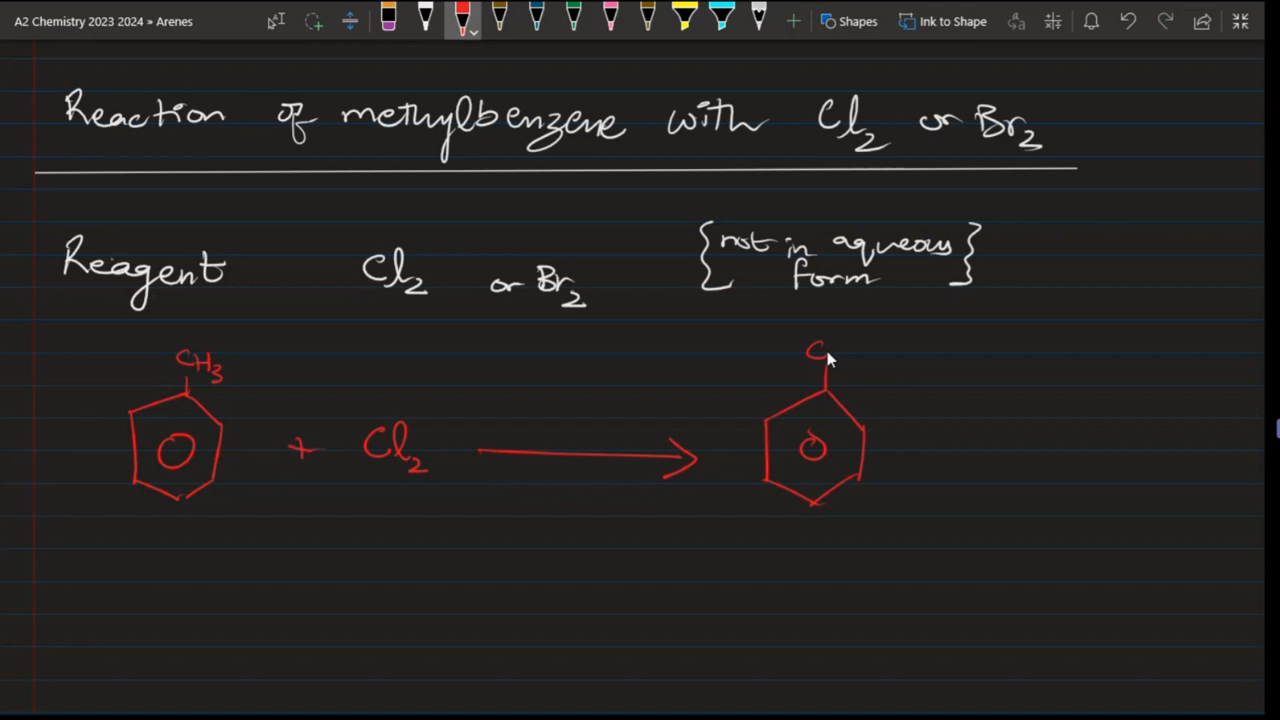 A2 Chemistry 2023 2024 » Arenes
Shapes
Ink to Shape
Reaction of methylbenzene with Cl2 or Br2
Reagent Cl2 or Br2 {not in aqueous
form}
CH3
C
+ Cl2